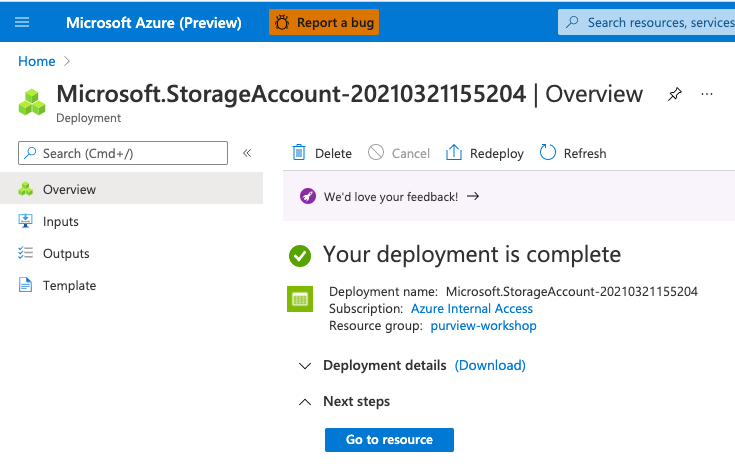 Microsoft Azure (Preview)
Report a bug
Search resources, services
Home
Microsoft.StorageAccount-20210321155204 | Overview
Deployment
Search (Cmd+/)
«
Delete
Cancel
Redeploy
Refresh
Overview
Inputs
Outputs
Template
We'd love your feedback! →
Your deployment is complete
Deployment name: Microsoft.StorageAccount-20210321155204
Subscription: Azure Internal Access
Resource group: purview-workshop
Deployment details (Download)
Next steps
Go to resource